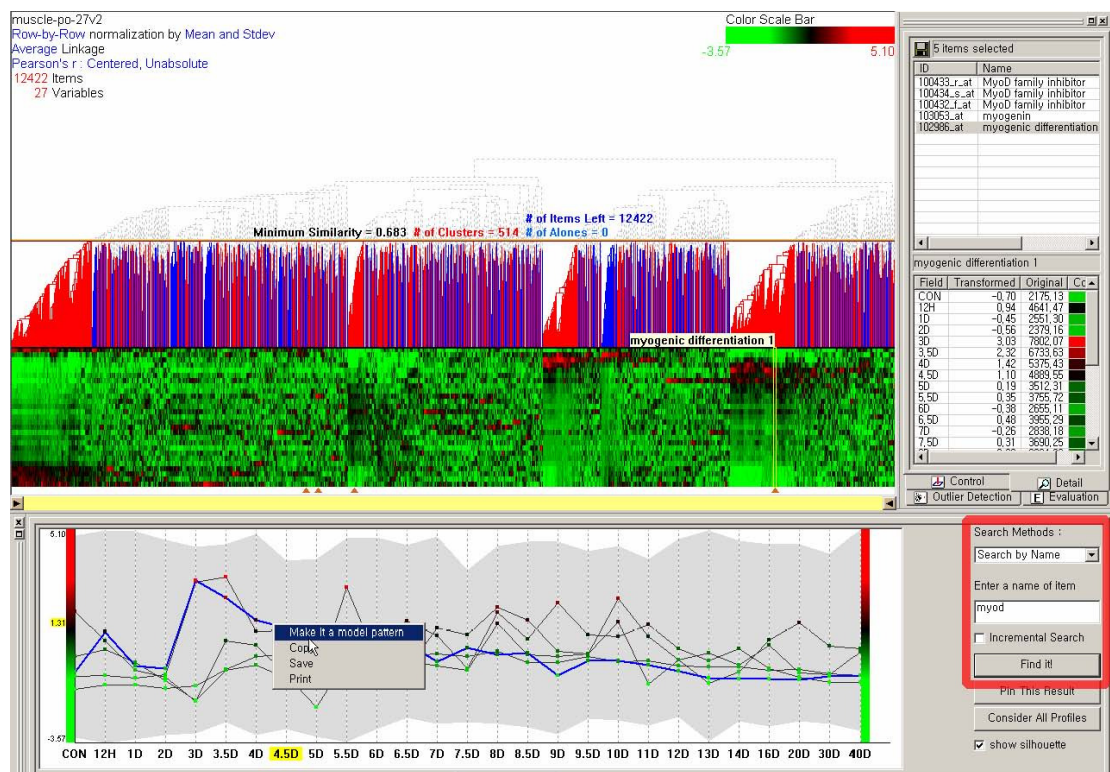 muscle-po-27v2
Row-by-Row normalization by Mean and Stdev
Average Linkage
Pearson's r : Centered, Unabsolute
12422 Items
27 Variables
Color Scale Bar
-3.57 5.10
# of Items Left = 12422
Minimum Similarity = 0.683 # of Clusters = 514 # of Alones = 0
myogenic differentiation 1
5 items selected
ID Name
100433_r_at MyoD family inhibitor
100434_s_at MyoD family inhibitor
100432_f_at MyoD family inhibitor
103053_at myogenin
102986_at myogenic differentiation
myogenic differentiation 1
Field Transformed Original Co
CON -0,70 2175,13
12H 0,94 4641,47
1D -0,45 2551,30
2D -0,56 2379,16
3D 3,03 7802,07
3,5D 2,32 6733,63
4D 1,42 5375,43
4,5D 1,10 4889,55
5D 0,19 3512,31
5,5D 0,35 3755,72
6D -0,38 2655,11
6,5D 0,48 3955,29
7D -0,26 2838,18
7,5D 0,31 3690,25
Control Detail
Outlier Detection E Evaluation
5.10
1.31
-3.57
Make it a model pattern
Copy
Save
Print
CON 12H 1D 2D 3D 3.5D 4D 4.5D 5D 5.5D 6D 6.5D 7D 7.5D 8D 8.5D 9D 9.5D 10D 11D 12D 13D 14D 16D 20D 30D 40D
Search Methods :
Search by Name
Enter a name of item
myod
Incremental Search
Find it!
Pin This Result
Consider All Profiles
show silhouette